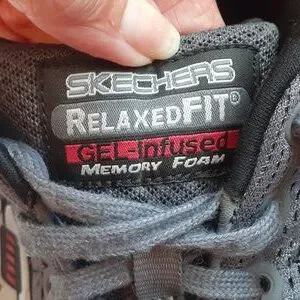 SKECHERS
RELAXED FIT®
GEL-Infused
MEMORY FOAM